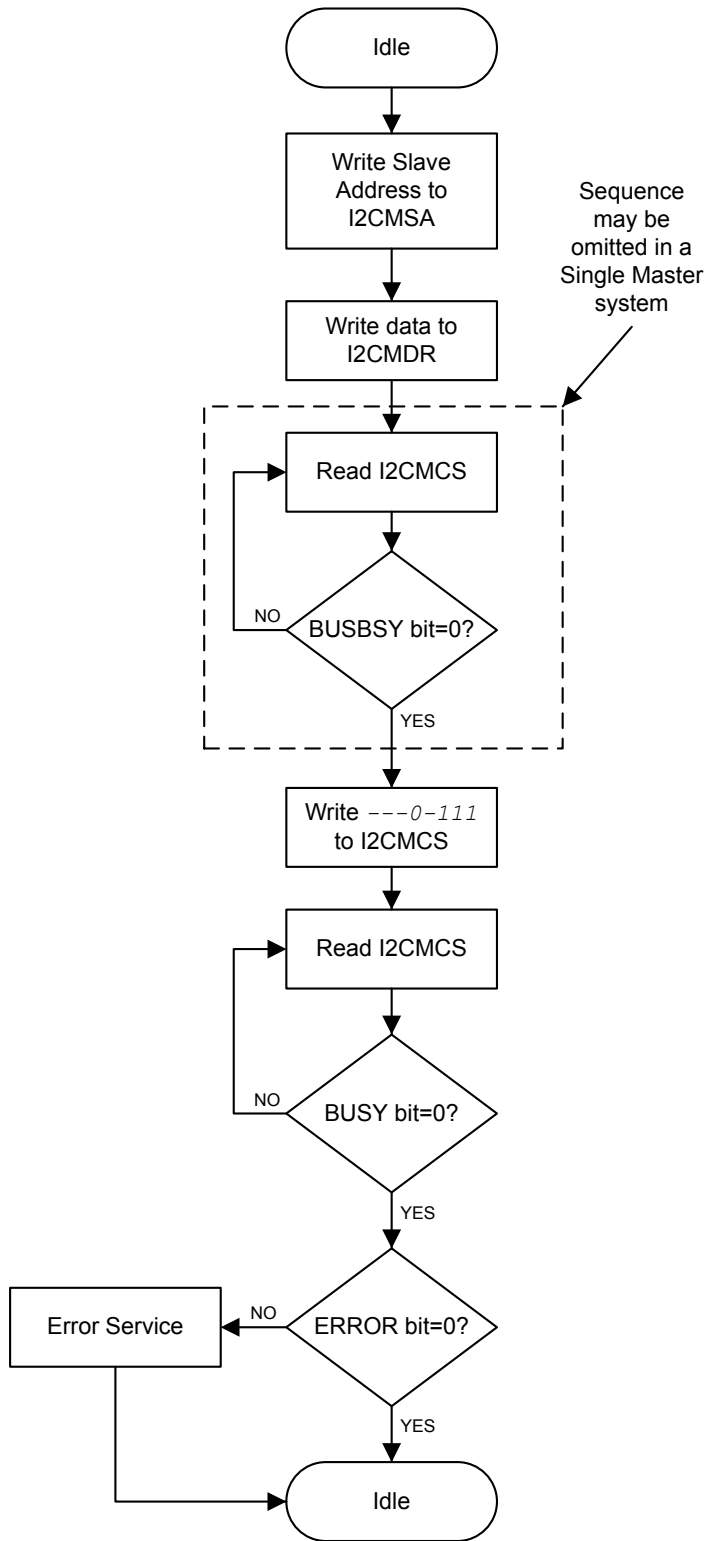 Idle
Write Slave
Address to
I2CMSA
Sequence
may be
omitted in a
Single Master
system
Write data to
I2CMDR
Read I2CMCS
NO
BUSBSY bit=0?
YES
Write ---0-111
to I2CMCS
Read I2CMCS
NO
BUSY bit=0?
YES
Error Service
NO
ERROR bit=0?
YES
Idle